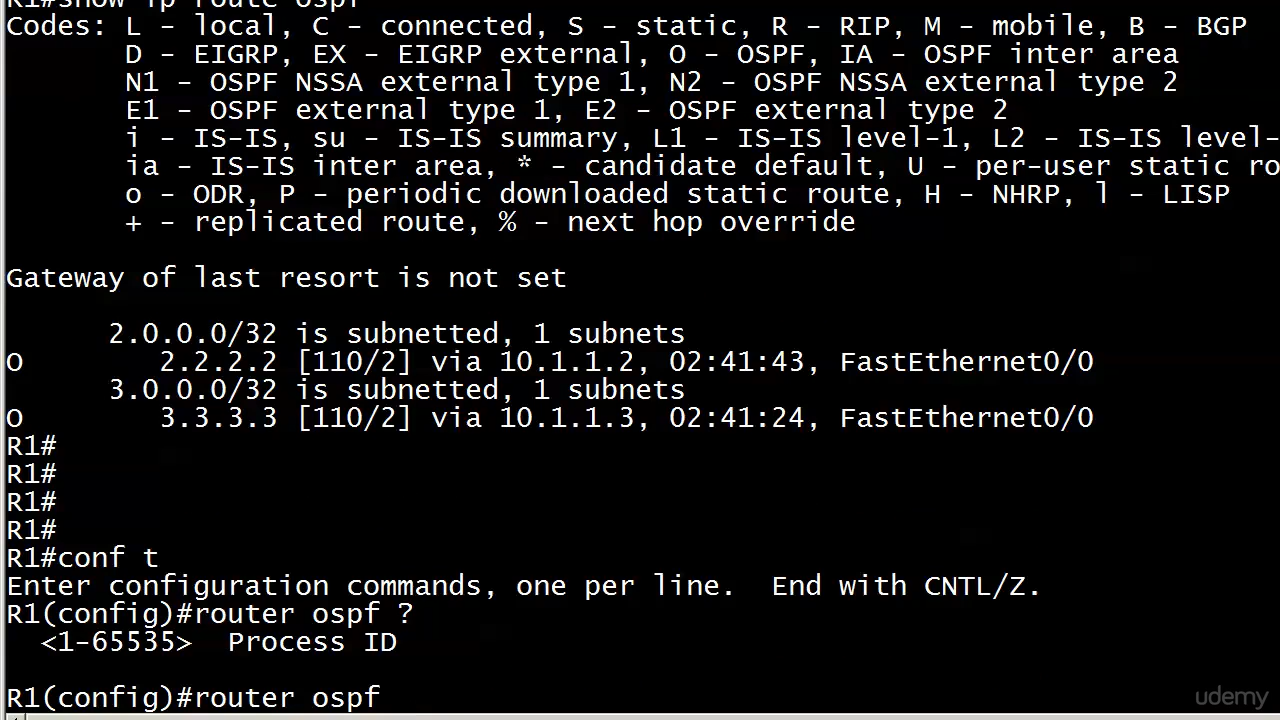 R1#show ip route ospf
Codes: L - local, C - connected, S - static, R - RIP, M - mobile, B - BGP
D - EIGRP, EX - EIGRP external, O - OSPF, IA - OSPF inter area
N1 - OSPF NSSA external type 1, N2 - OSPF NSSA external type 2
E1 - OSPF external type 1, E2 - OSPF external type 2
i - IS-IS, su - IS-IS summary, L1 - IS-IS level-1, L2 - IS-IS level-
ia - IS-IS inter area, * - candidate default, U - per-user static ro
o - ODR, P - periodic downloaded static route, H - NHRP, l - LISP
+ - replicated route, % - next hop override
Gateway of last resort is not set
2.0.0.0/32 is subnetted, 1 subnets
O 2.2.2.2 [110/2] via 10.1.1.2, 02:41:43, FastEthernet0/0
3.0.0.0/32 is subnetted, 1 subnets
O 3.3.3.3 [110/2] via 10.1.1.3, 02:41:24, FastEthernet0/0
R1#
R1#
R1#
R1#
R1#conf t
Enter configuration commands, one per line.  End with CNTL/Z.
R1(config)#router ospf ?
<1-65535>  Process ID
R1(config)#router ospf
udemy